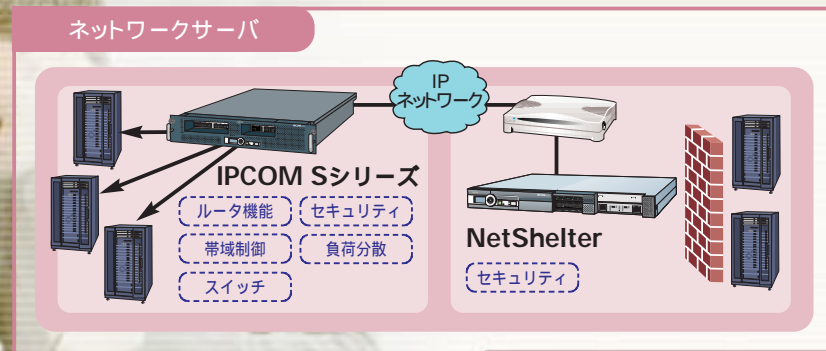 ネットワークサーバ
IP
ネットワーク
IPCOM Sシリーズ
ルータ機能
セキュリティ
帯域制御
負荷分散
スイッチ
NetShelter
セキュリティ